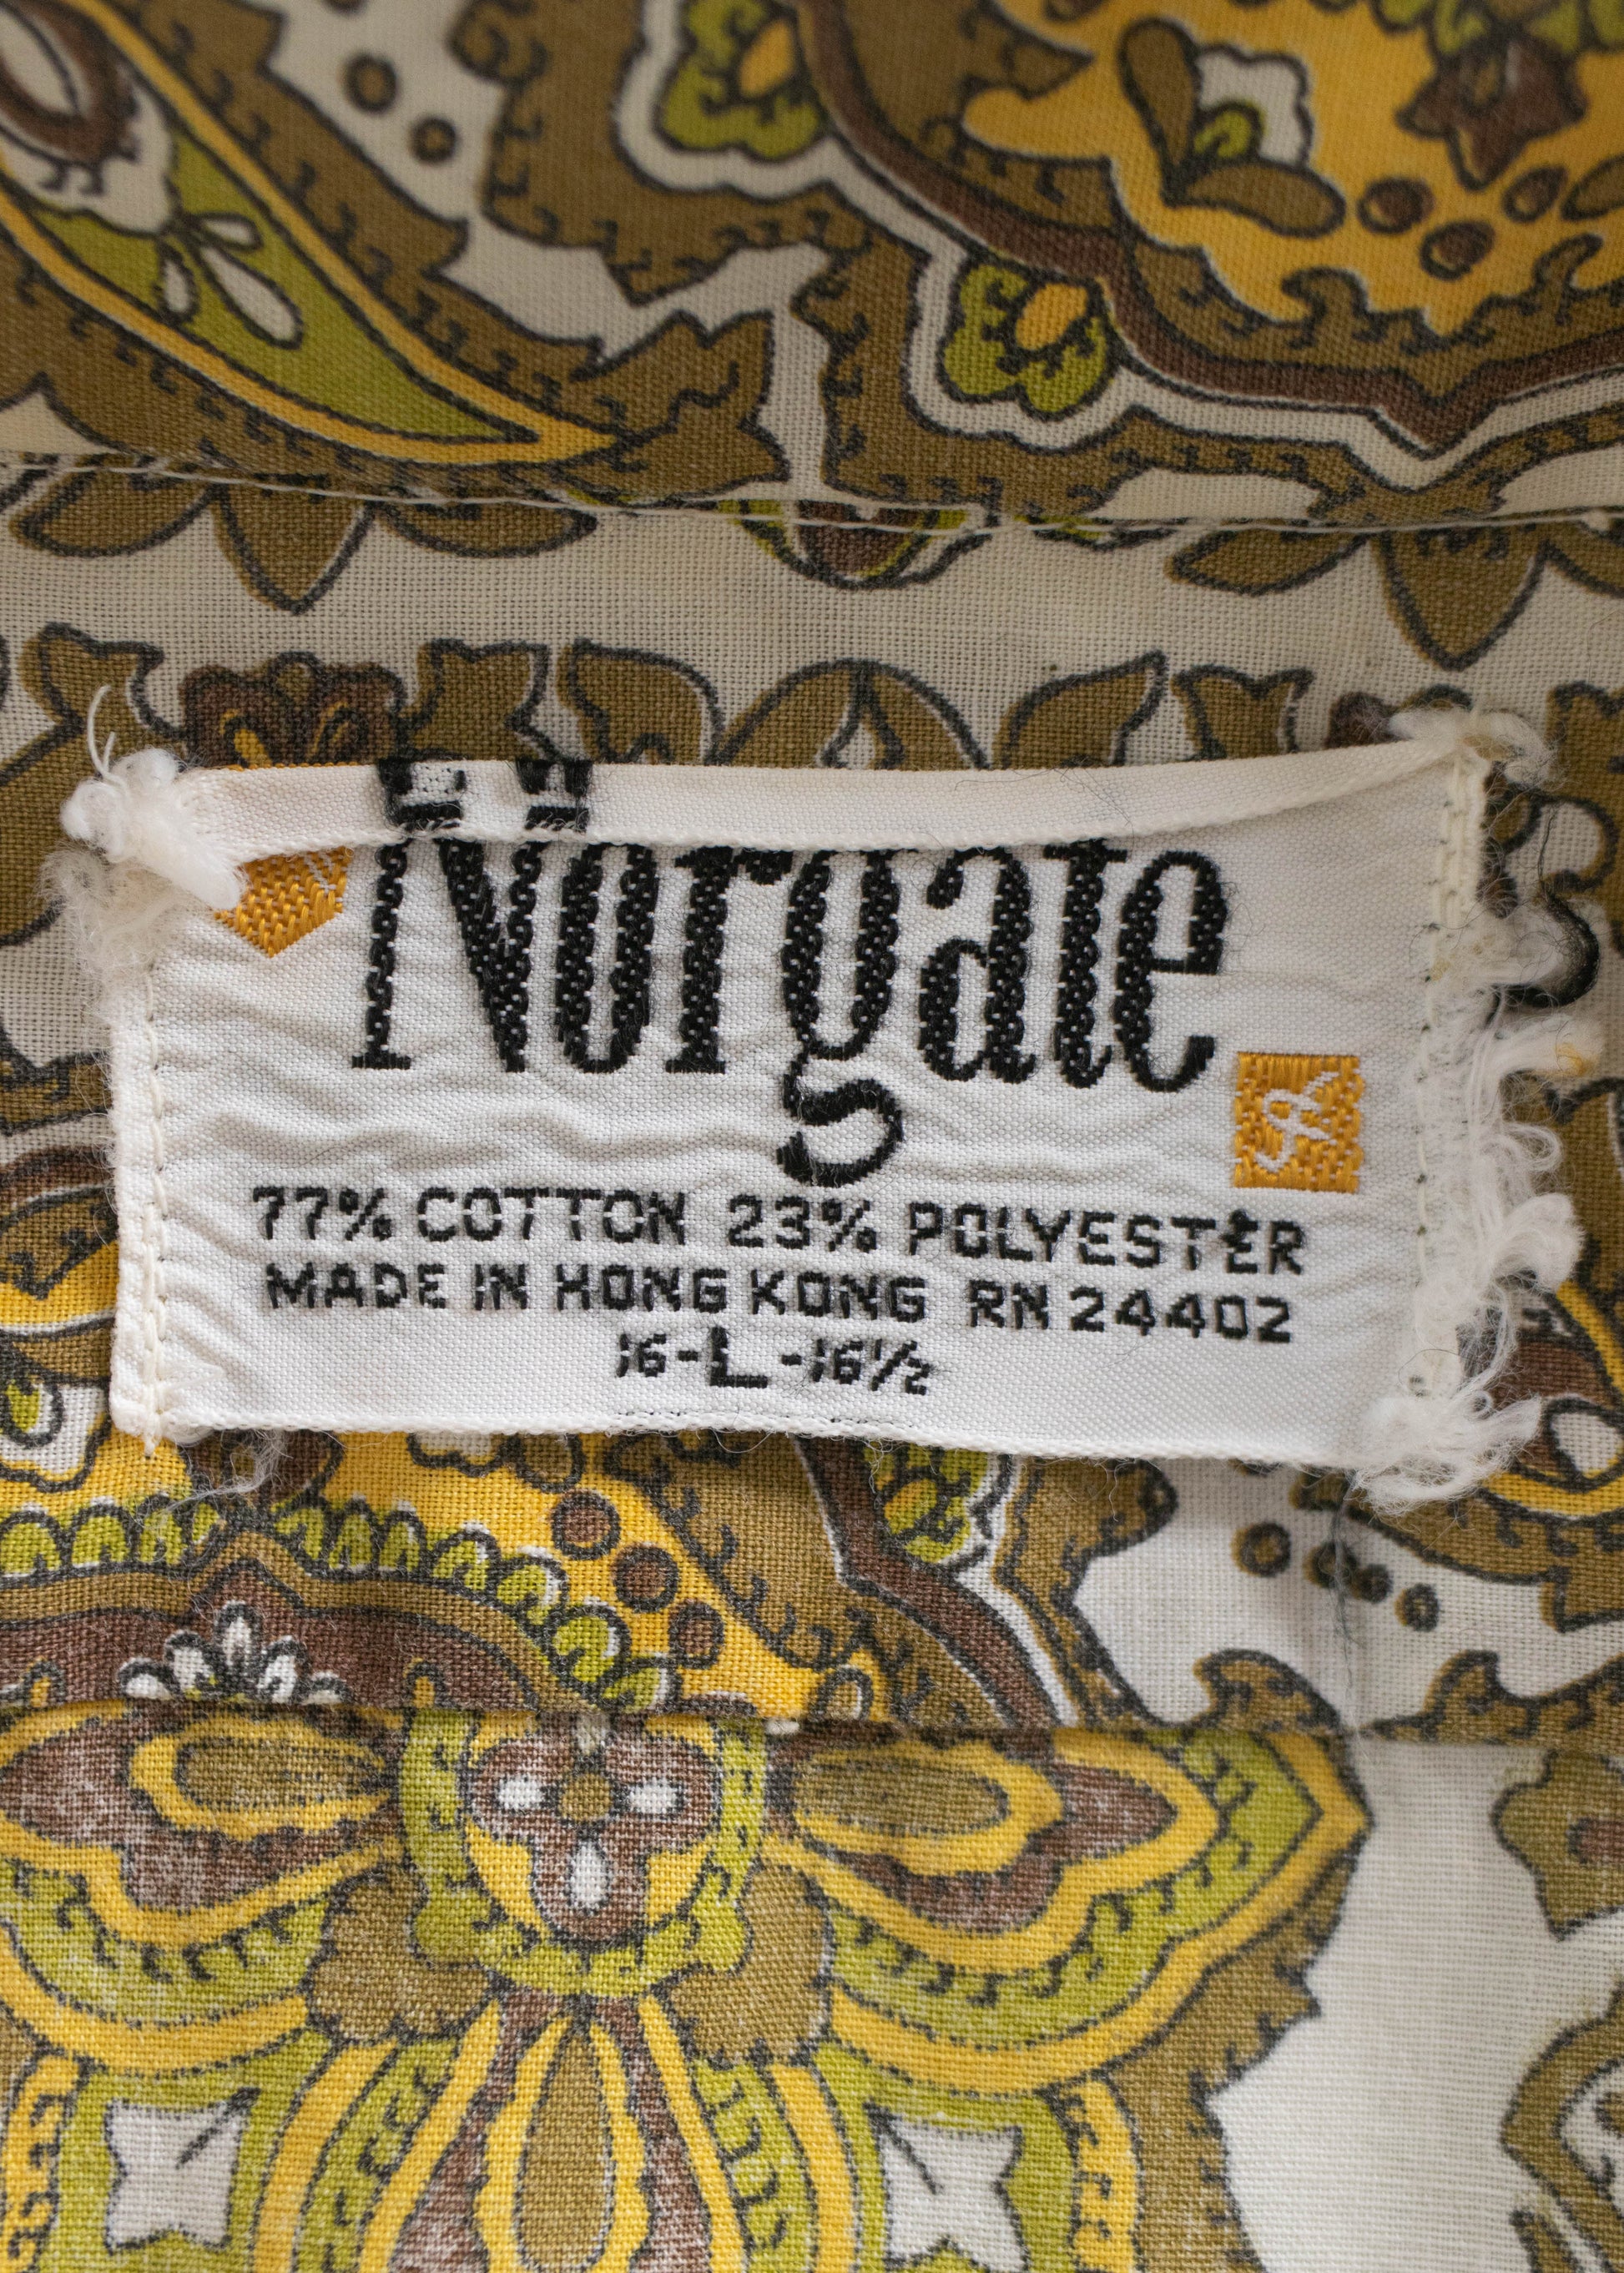 Norgate
77% COTTON 23% POLYESTER
MADE IN HONG KONG RN 24402
16-L-16½